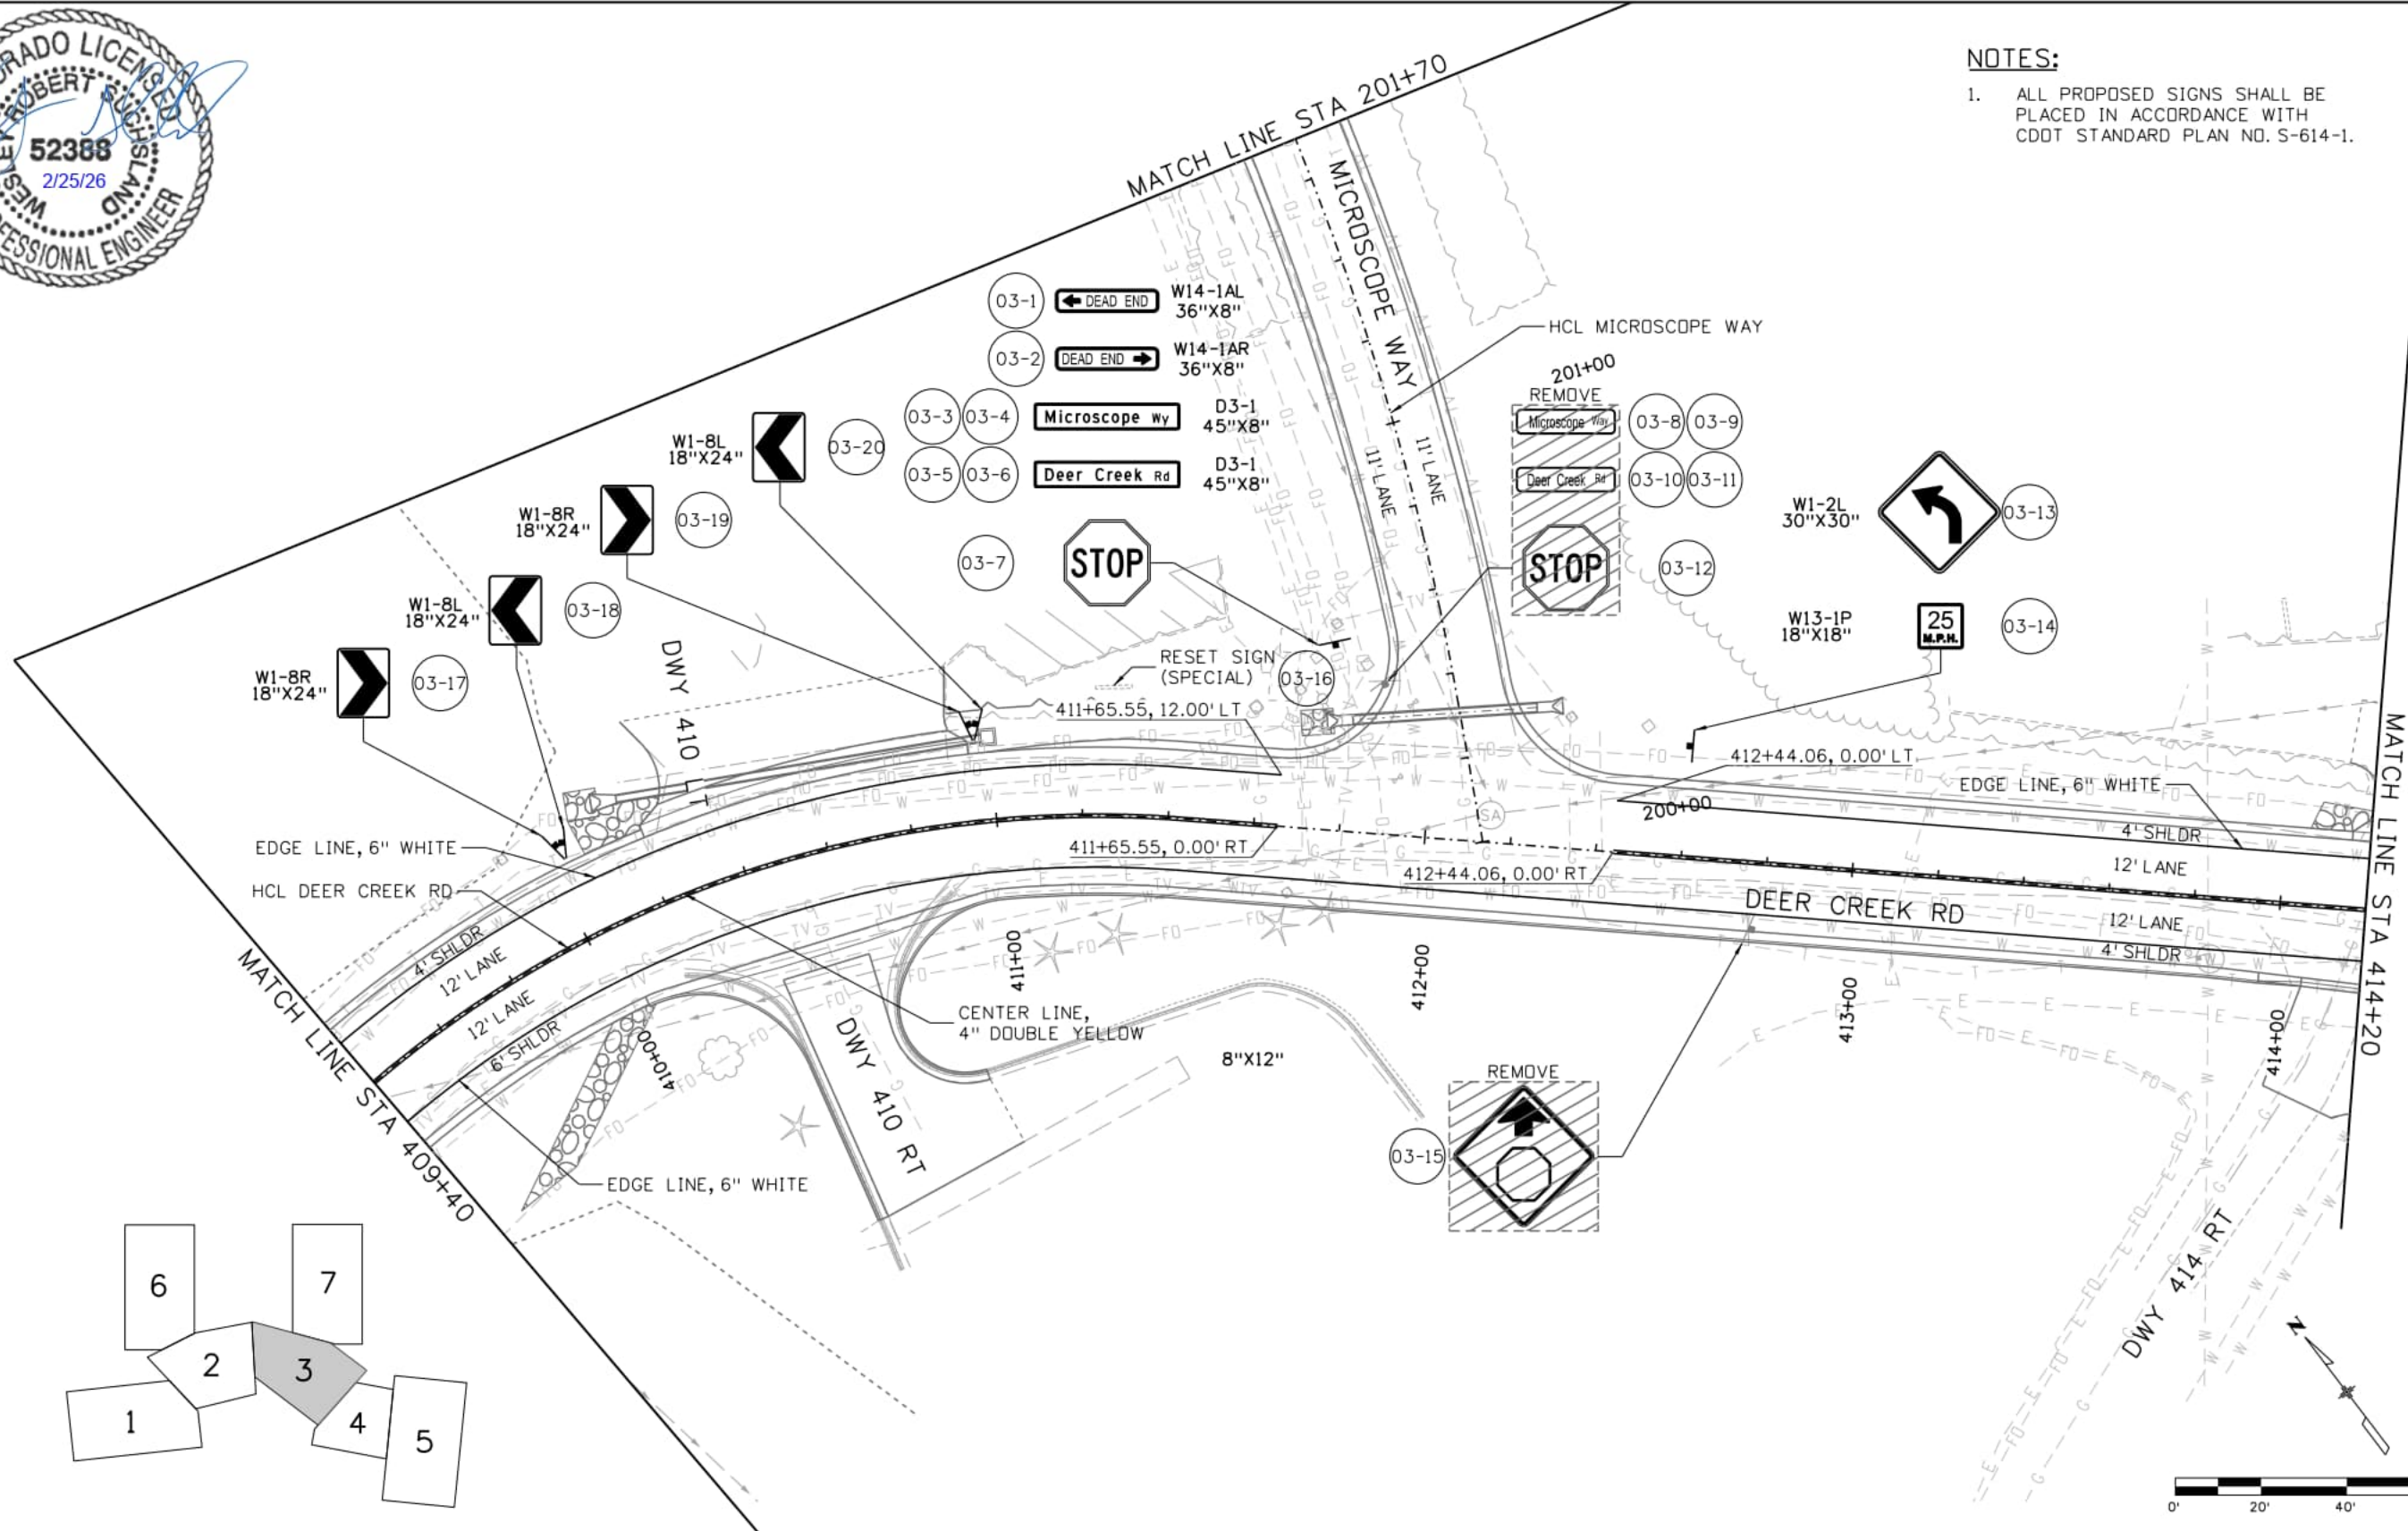 RADO LICENSED
WESLEY ROBERT SUCHSLAND
52388
2/25/26
FESSIONAL ENGINEER
NOTES:
1. ALL PROPOSED SIGNS SHALL BE
PLACED IN ACCORDANCE WITH
CDOT STANDARD PLAN NO. S-614-1.
MATCH LINE STA 201+70
MICROSCOPE WAY
HCL MICROSCOPE WAY
201+00
11' LANE
11' LANE
03-1
DEAD END
W14-1AL
36"X8"
03-2
DEAD END
W14-1AR
36"X8"
03-3
03-4
Microscope Wy
D3-1
45"X8"
03-5
03-6
Deer Creek Rd
D3-1
45"X8"
03-7
STOP
REMOVE
Microscope Way
03-8
03-9
Deer Creek Rd
03-10
03-11
STOP
03-12
W1-2L
30"X30"
03-13
W13-1P
18"X18"
25
M.P.H.
03-14
W1-8L
18"X24"
03-20
W1-8R
18"X24"
03-19
W1-8L
18"X24"
03-18
W1-8R
18"X24"
03-17
DWY 410
RESET SIGN
(SPECIAL)
03-16
411+65.55, 12.00' LT
412+44.06, 0.00' LT
EDGE LINE, 6" WHITE
200+00
SA
4' SHLDR
12' LANE
411+65.55, 0.00' RT
412+44.06, 0.00' RT
DEER CREEK RD
12' LANE
4' SHLDR
MATCH LINE STA 414+20
EDGE LINE, 6" WHITE
HCL DEER CREEK RD
4' SHLDR
12' LANE
12' LANE
6' SHLDR
MATCH LINE STA 409+40
410+00
411+00
412+00
413+00
414+00
CENTER LINE,
4" DOUBLE YELLOW
DWY 410 RT
8"X12"
EDGE LINE, 6" WHITE
REMOVE
03-15
DWY 414 RT
6
7
2
3
1
4
5
N
0'
20'
40'